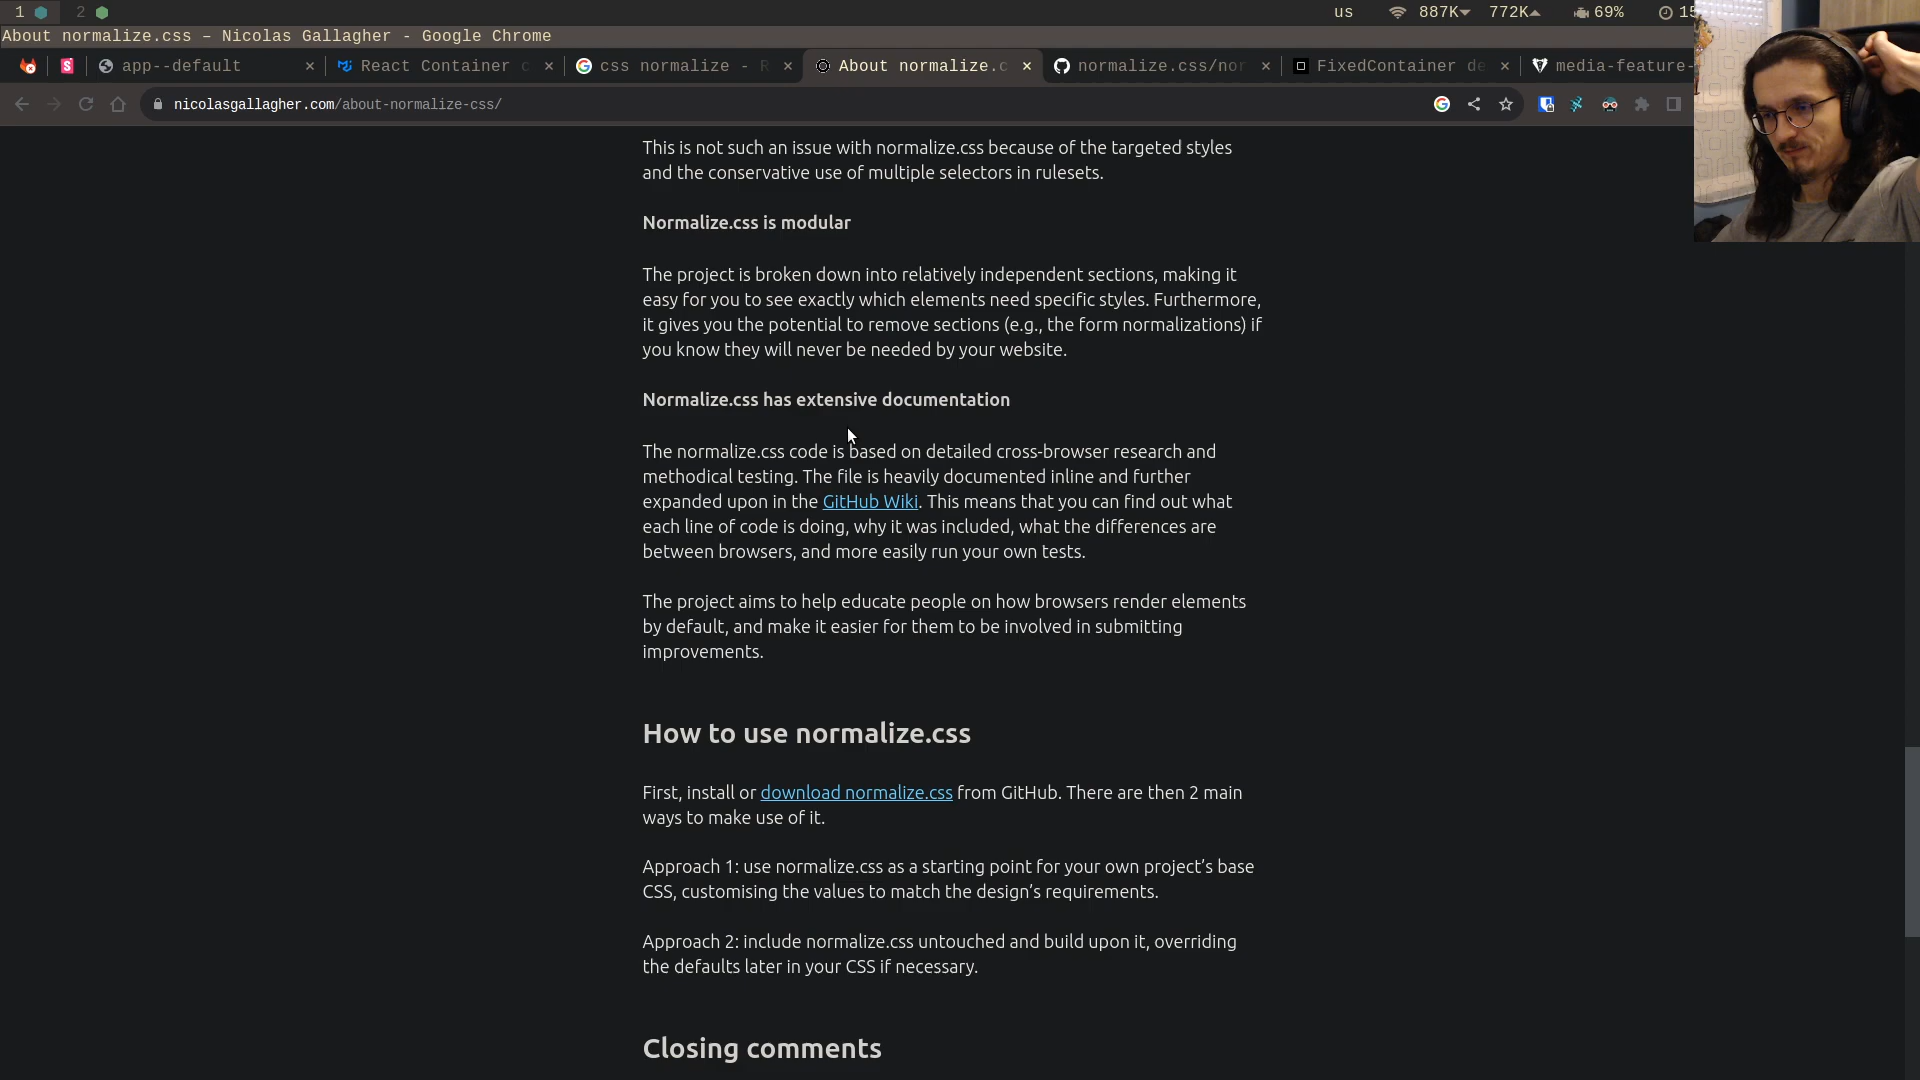 1 2 us 887K 772K 69% 15
About normalize.css – Nicolas Gallagher - Google Chrome
app--default React Container c css normalize - R About normalize.c normalize.css/nor FixedContainer de media-feature-
nicolasgallagher.com/about-normalize-css/
This is not such an issue with normalize.css because of the targeted styles
and the conservative use of multiple selectors in rulesets.
Normalize.css is modular
The project is broken down into relatively independent sections, making it
easy for you to see exactly which elements need specific styles. Furthermore,
it gives you the potential to remove sections (e.g., the form normalizations) if
you know they will never be needed by your website.
Normalize.css has extensive documentation
The normalize.css code is based on detailed cross-browser research and
methodical testing. The file is heavily documented inline and further
expanded upon in the GitHub Wiki. This means that you can find out what
each line of code is doing, why it was included, what the differences are
between browsers, and more easily run your own tests.
The project aims to help educate people on how browsers render elements
by default, and make it easier for them to be involved in submitting
improvements.
How to use normalize.css
First, install or download normalize.css from GitHub. There are then 2 main
ways to make use of it.
Approach 1: use normalize.css as a starting point for your own project’s base
CSS, customising the values to match the design’s requirements.
Approach 2: include normalize.css untouched and build upon it, overriding
the defaults later in your CSS if necessary.
Closing comments